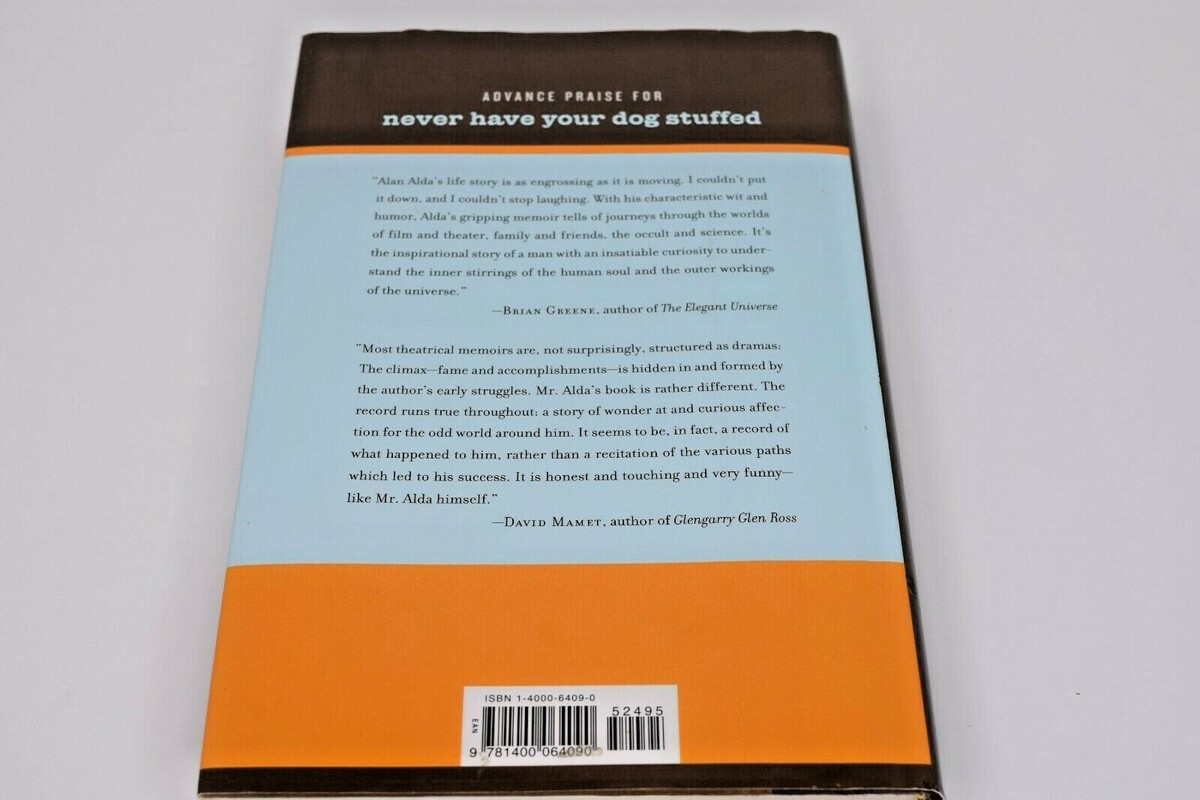 ADVANCE PRAISE FOR
never have your dog stuffed
"Alan Alda's life story is as engrossing as it is moving. I couldn't put
it down, and I couldn't stop laughing. With his characteristic wit and
humor, Alda's gripping memoir tells of journeys through the worlds
of film and theater, family and friends, the occult and science. It's
the inspirational story of a man with an insatiable curiosity to under-
stand the inner stirrings of the human soul and the outer workings
of the universe."
—BRIAN GREENE, author of The Elegant Universe
"Most theatrical memoirs are, not surprisingly, structured as dramas:
The climax—fame and accomplishments—is hidden in and formed by
the author's early struggles. Mr. Alda's book is rather different. The
record runs true throughout: a story of wonder at and curious affec-
tion for the odd world around him. It seems to be, in fact, a record of
what happened to him, rather than a recitation of the various paths
which led to his success. It is honest and touching and very funny—
like Mr. Alda himself."
—DAVID MAMET, author of Glengarry Glen Ross
ISBN 1-4000-6409-0
52495
EAN
9 781400 064090